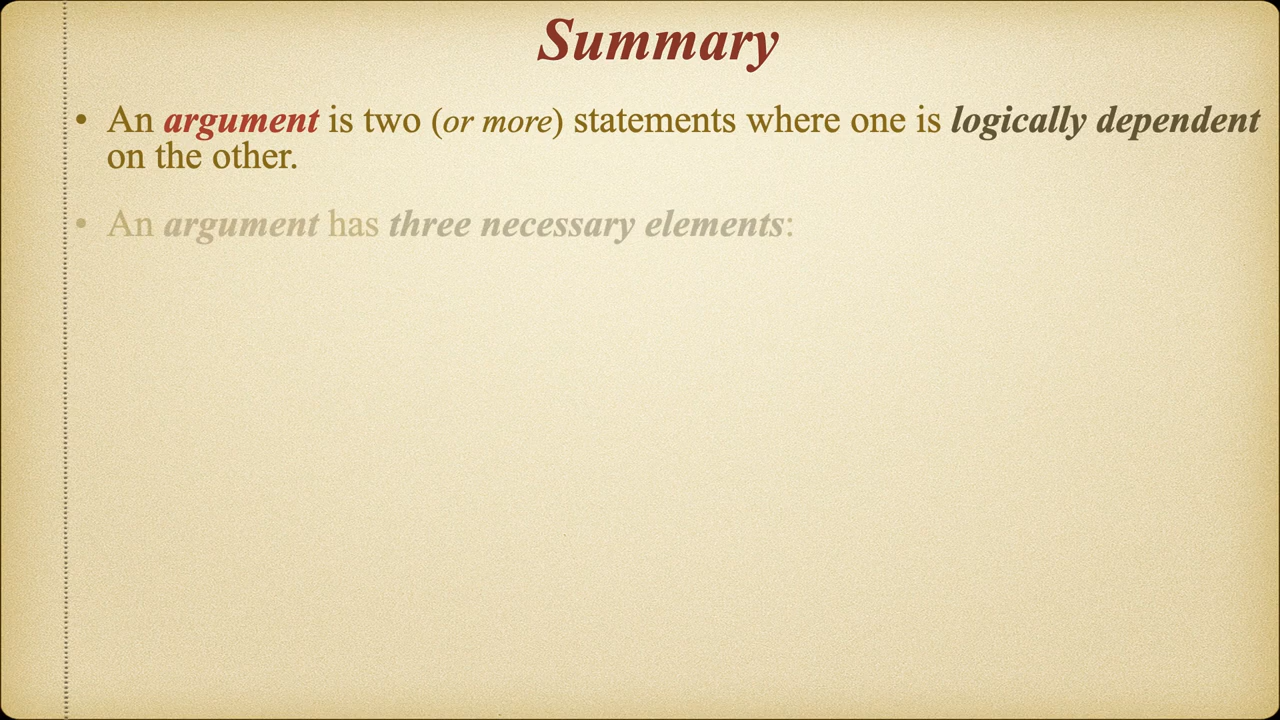 Summary
• An argument is two (or more) statements where one is logically dependent
on the other.
• An argument has three necessary elements: